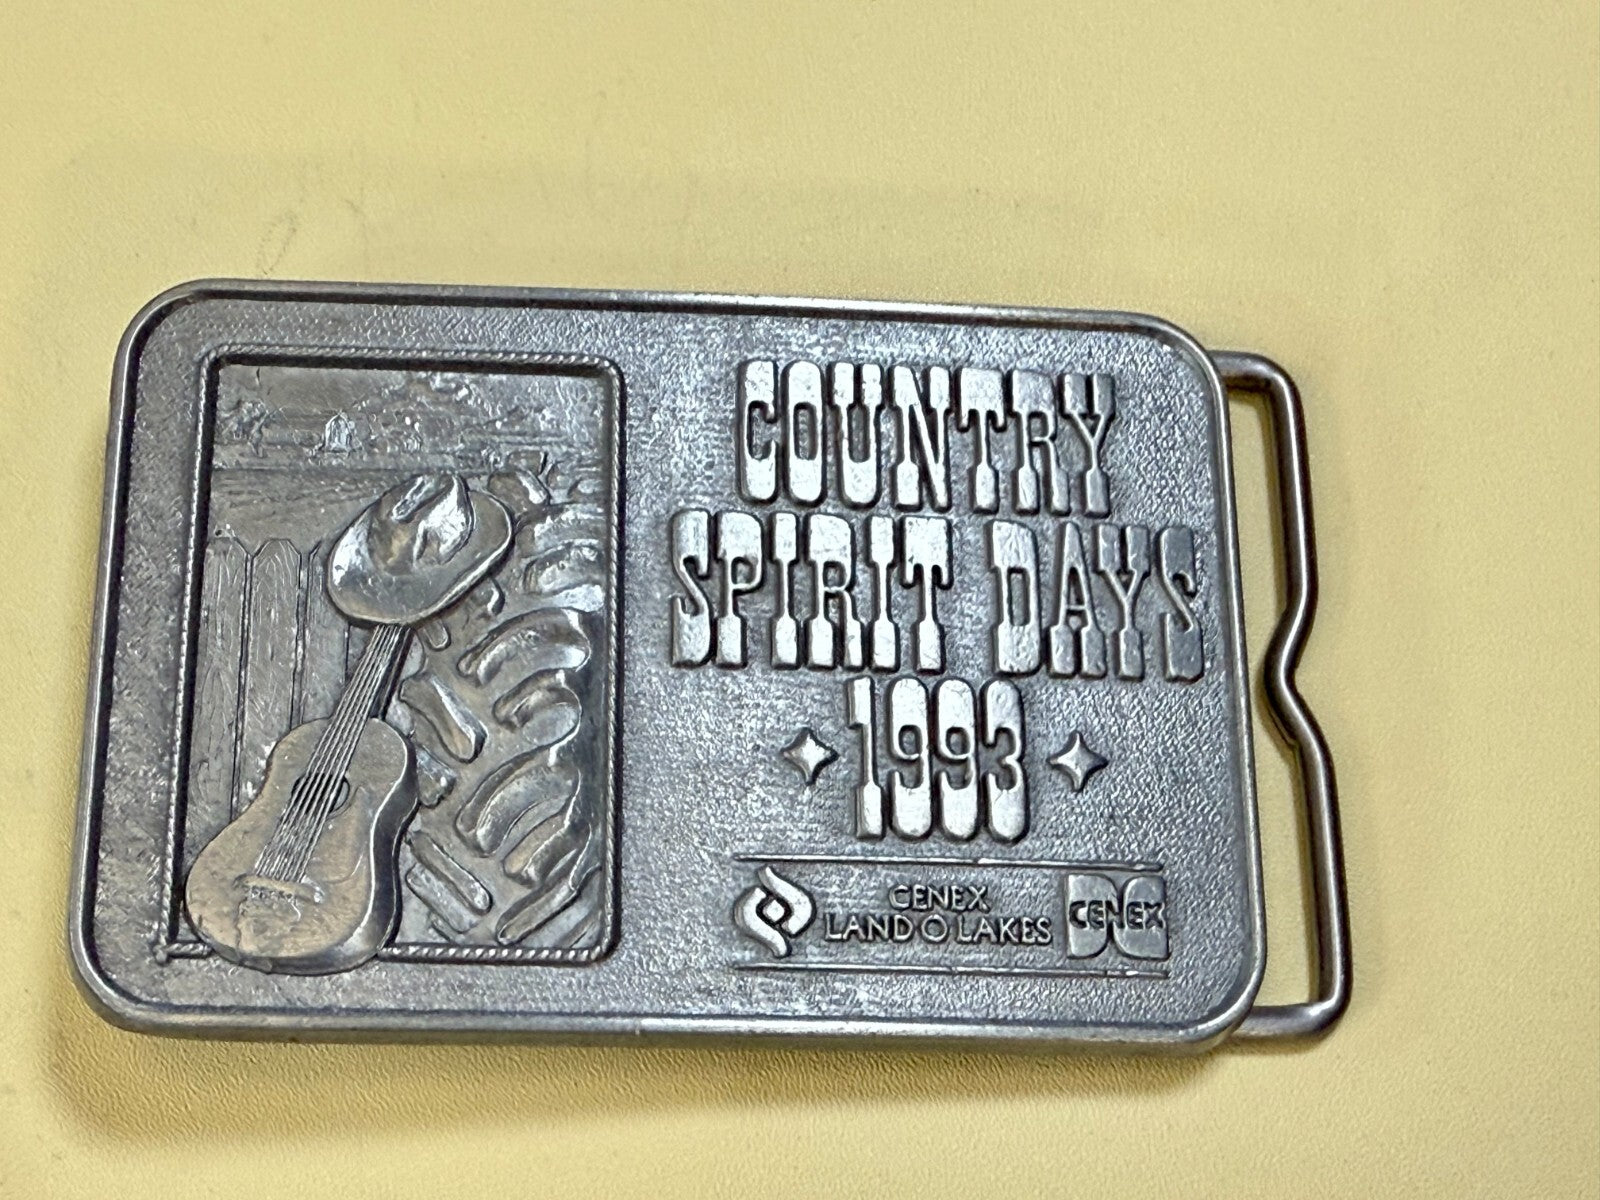 COUNTRY
SPIRIT DAYS
1993
CENEX
LAND O LAKES
CENEX